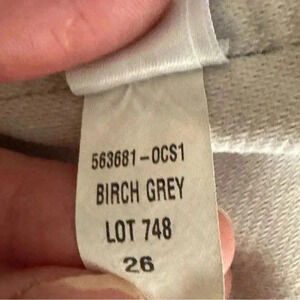 563681-0CS1
BIRCH GREY
LOT 748
26